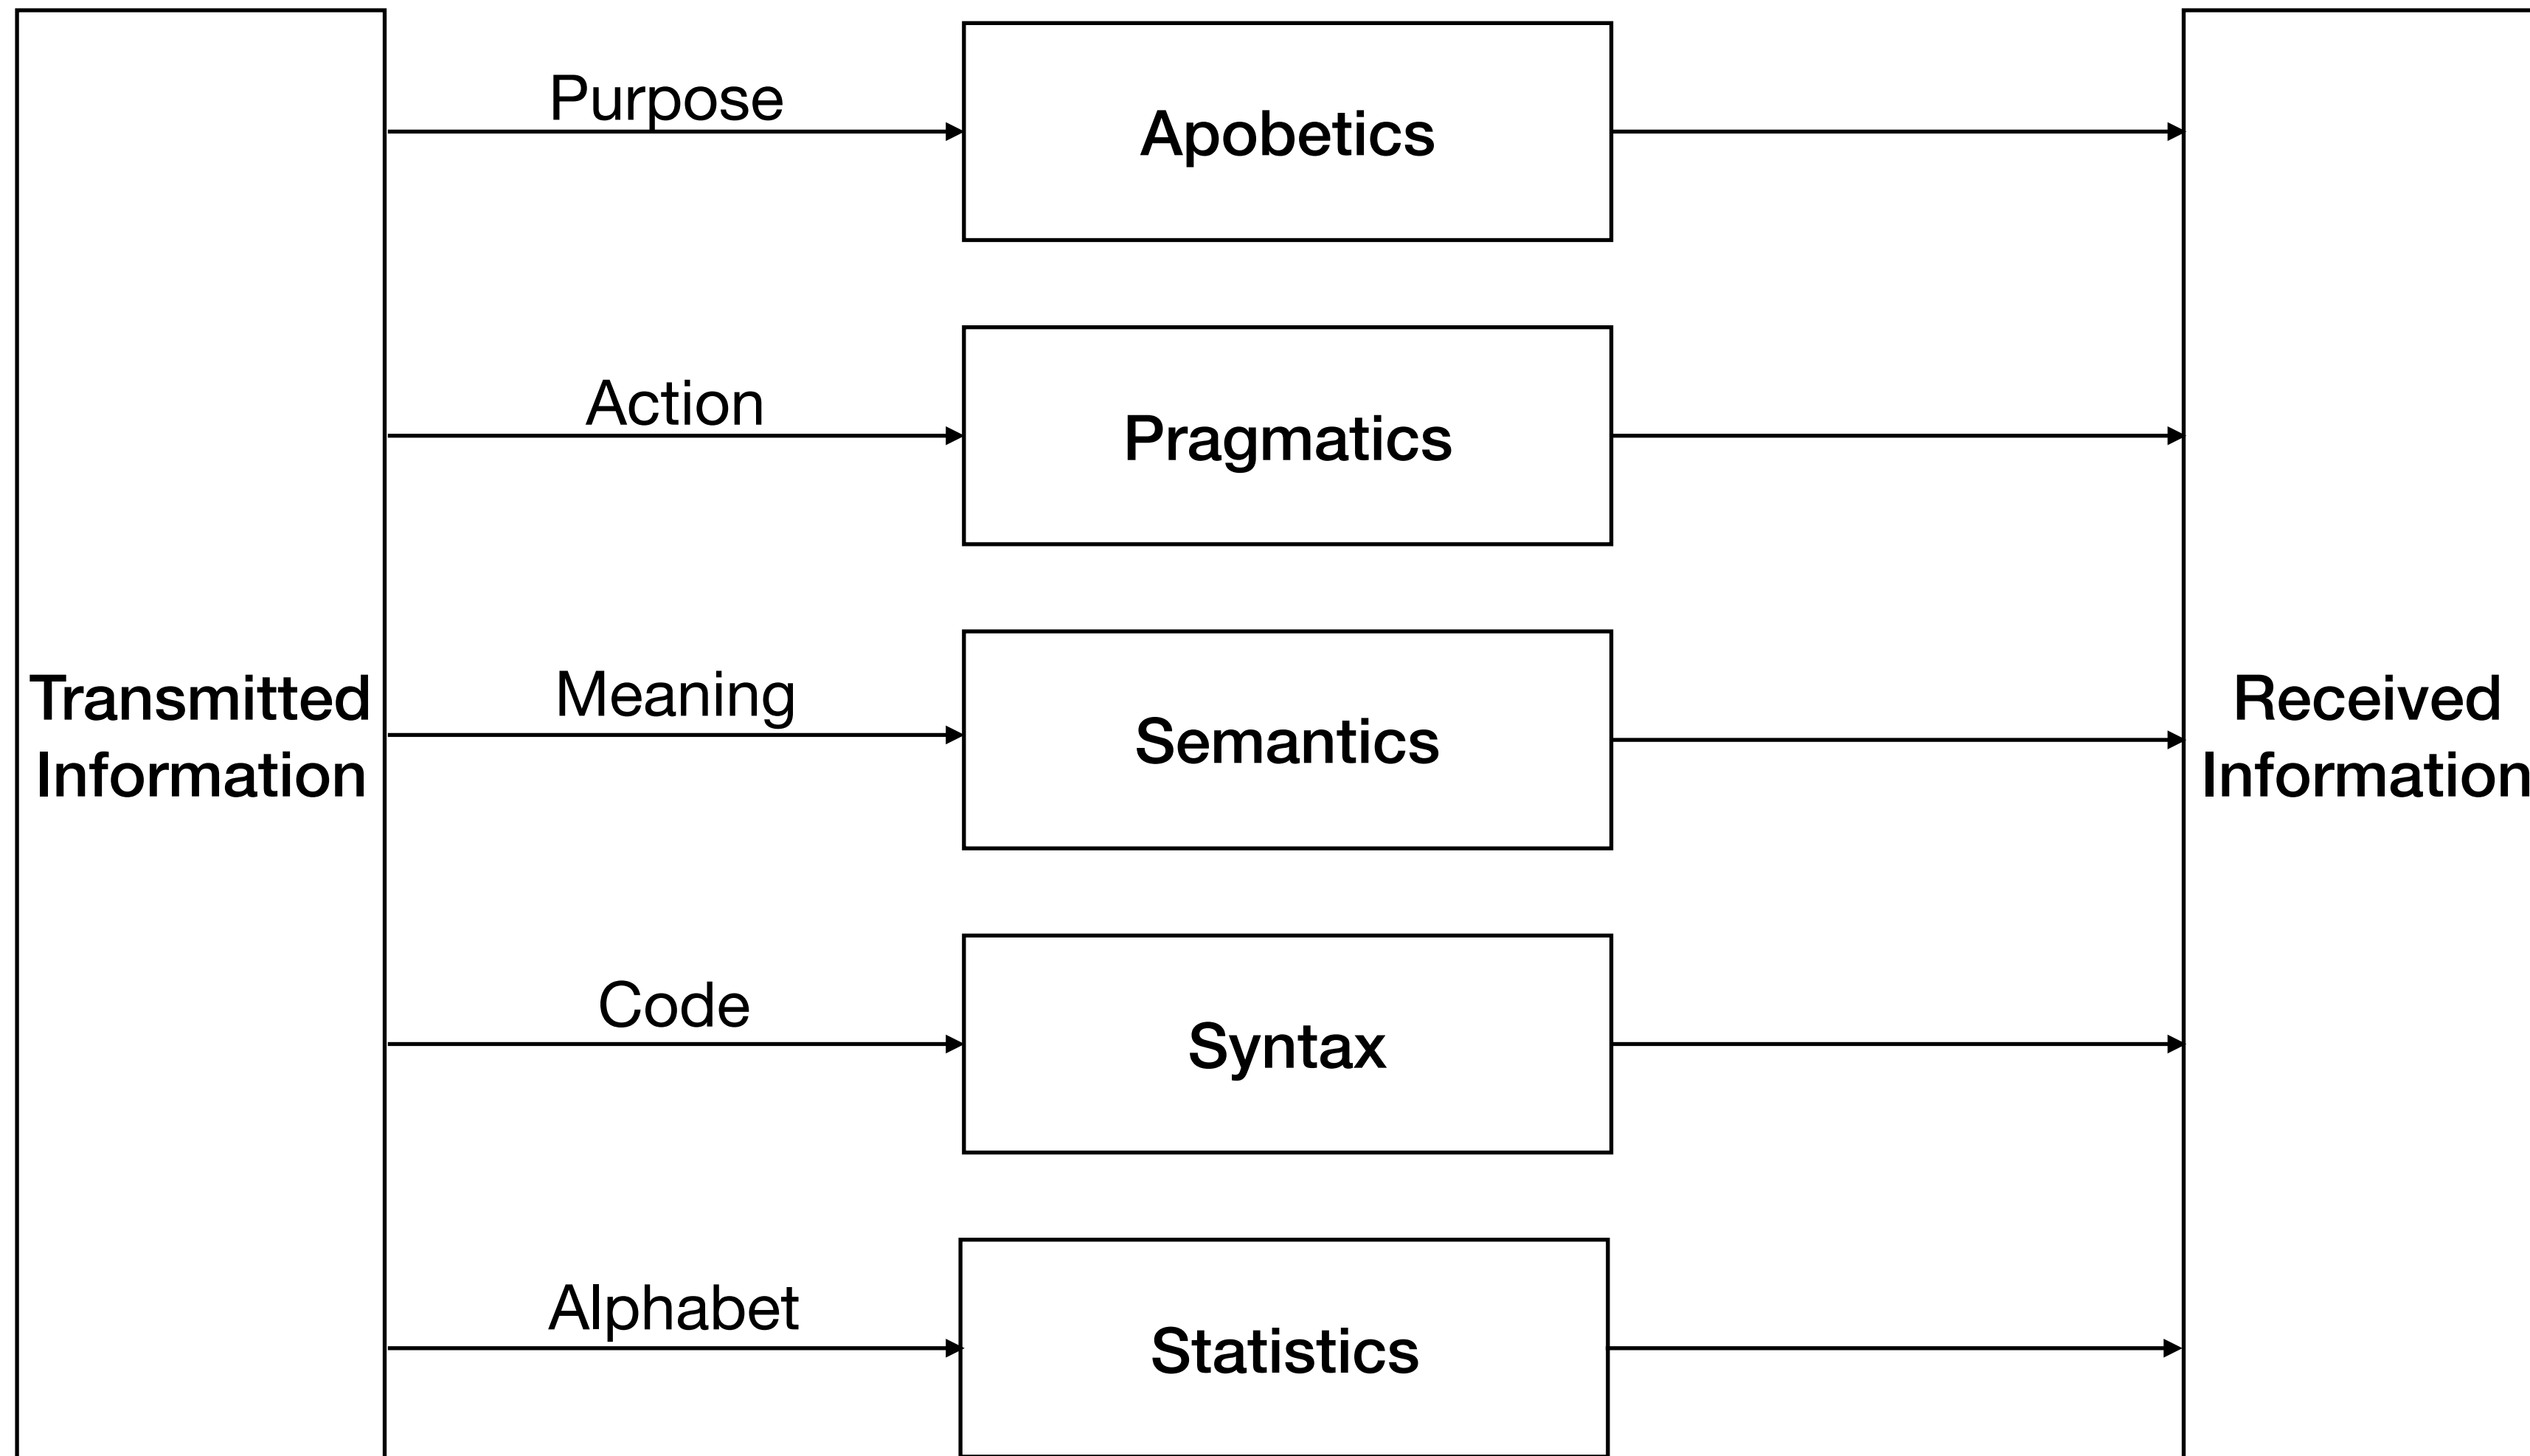 Purpose
Apobetics
Action
Pragmatics
Transmitted
Information
Meaning
Semantics
Received
Information
Code
Syntax
Alphabet
Statistics